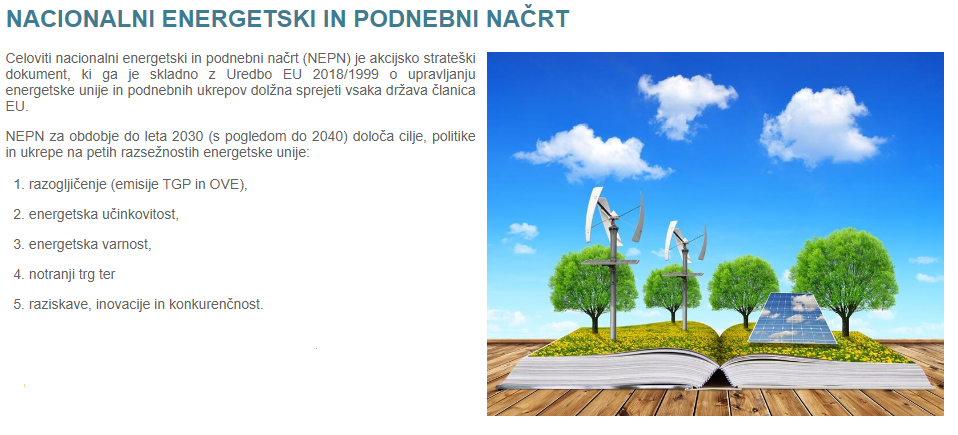 NACIONALNI ENERGETSKI IN PODNEBNI NAČRT
Celoviti nacionalni energetski in podnebni načrt (NEPN) je akcijsko strateški
dokument, ki ga je skladno z Uredbo EU 2018/1999 o upravljanju
energetske unije in podnebnih ukrepov dolžna sprejeti vsaka država članica
EU.
NEPN za obdobje do leta 2030 (s pogledom do 2040) določa cilje, politike
in ukrepe na petih razsežnostih energetske unije:
1. razogljičenje (emisije TGP in OVE),
2. energetska učinkovitost,
3. energetska varnost,
4. notranji trg ter
5. raziskave, inovacije in konkurenčnost.